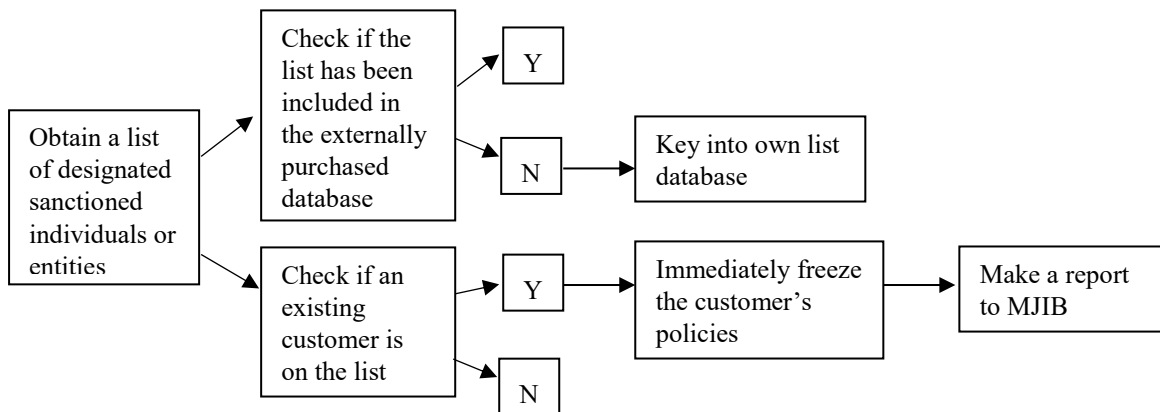 Obtain a list
of designated
sanctioned
individuals or
entities
Check if the
list has been
included in
the externally
purchased
database
Y
N
Key into own list
database
Check if an
existing
customer is
on the list
Y
Immediately freeze
the customer’s
policies
Make a report
to MJIB
N